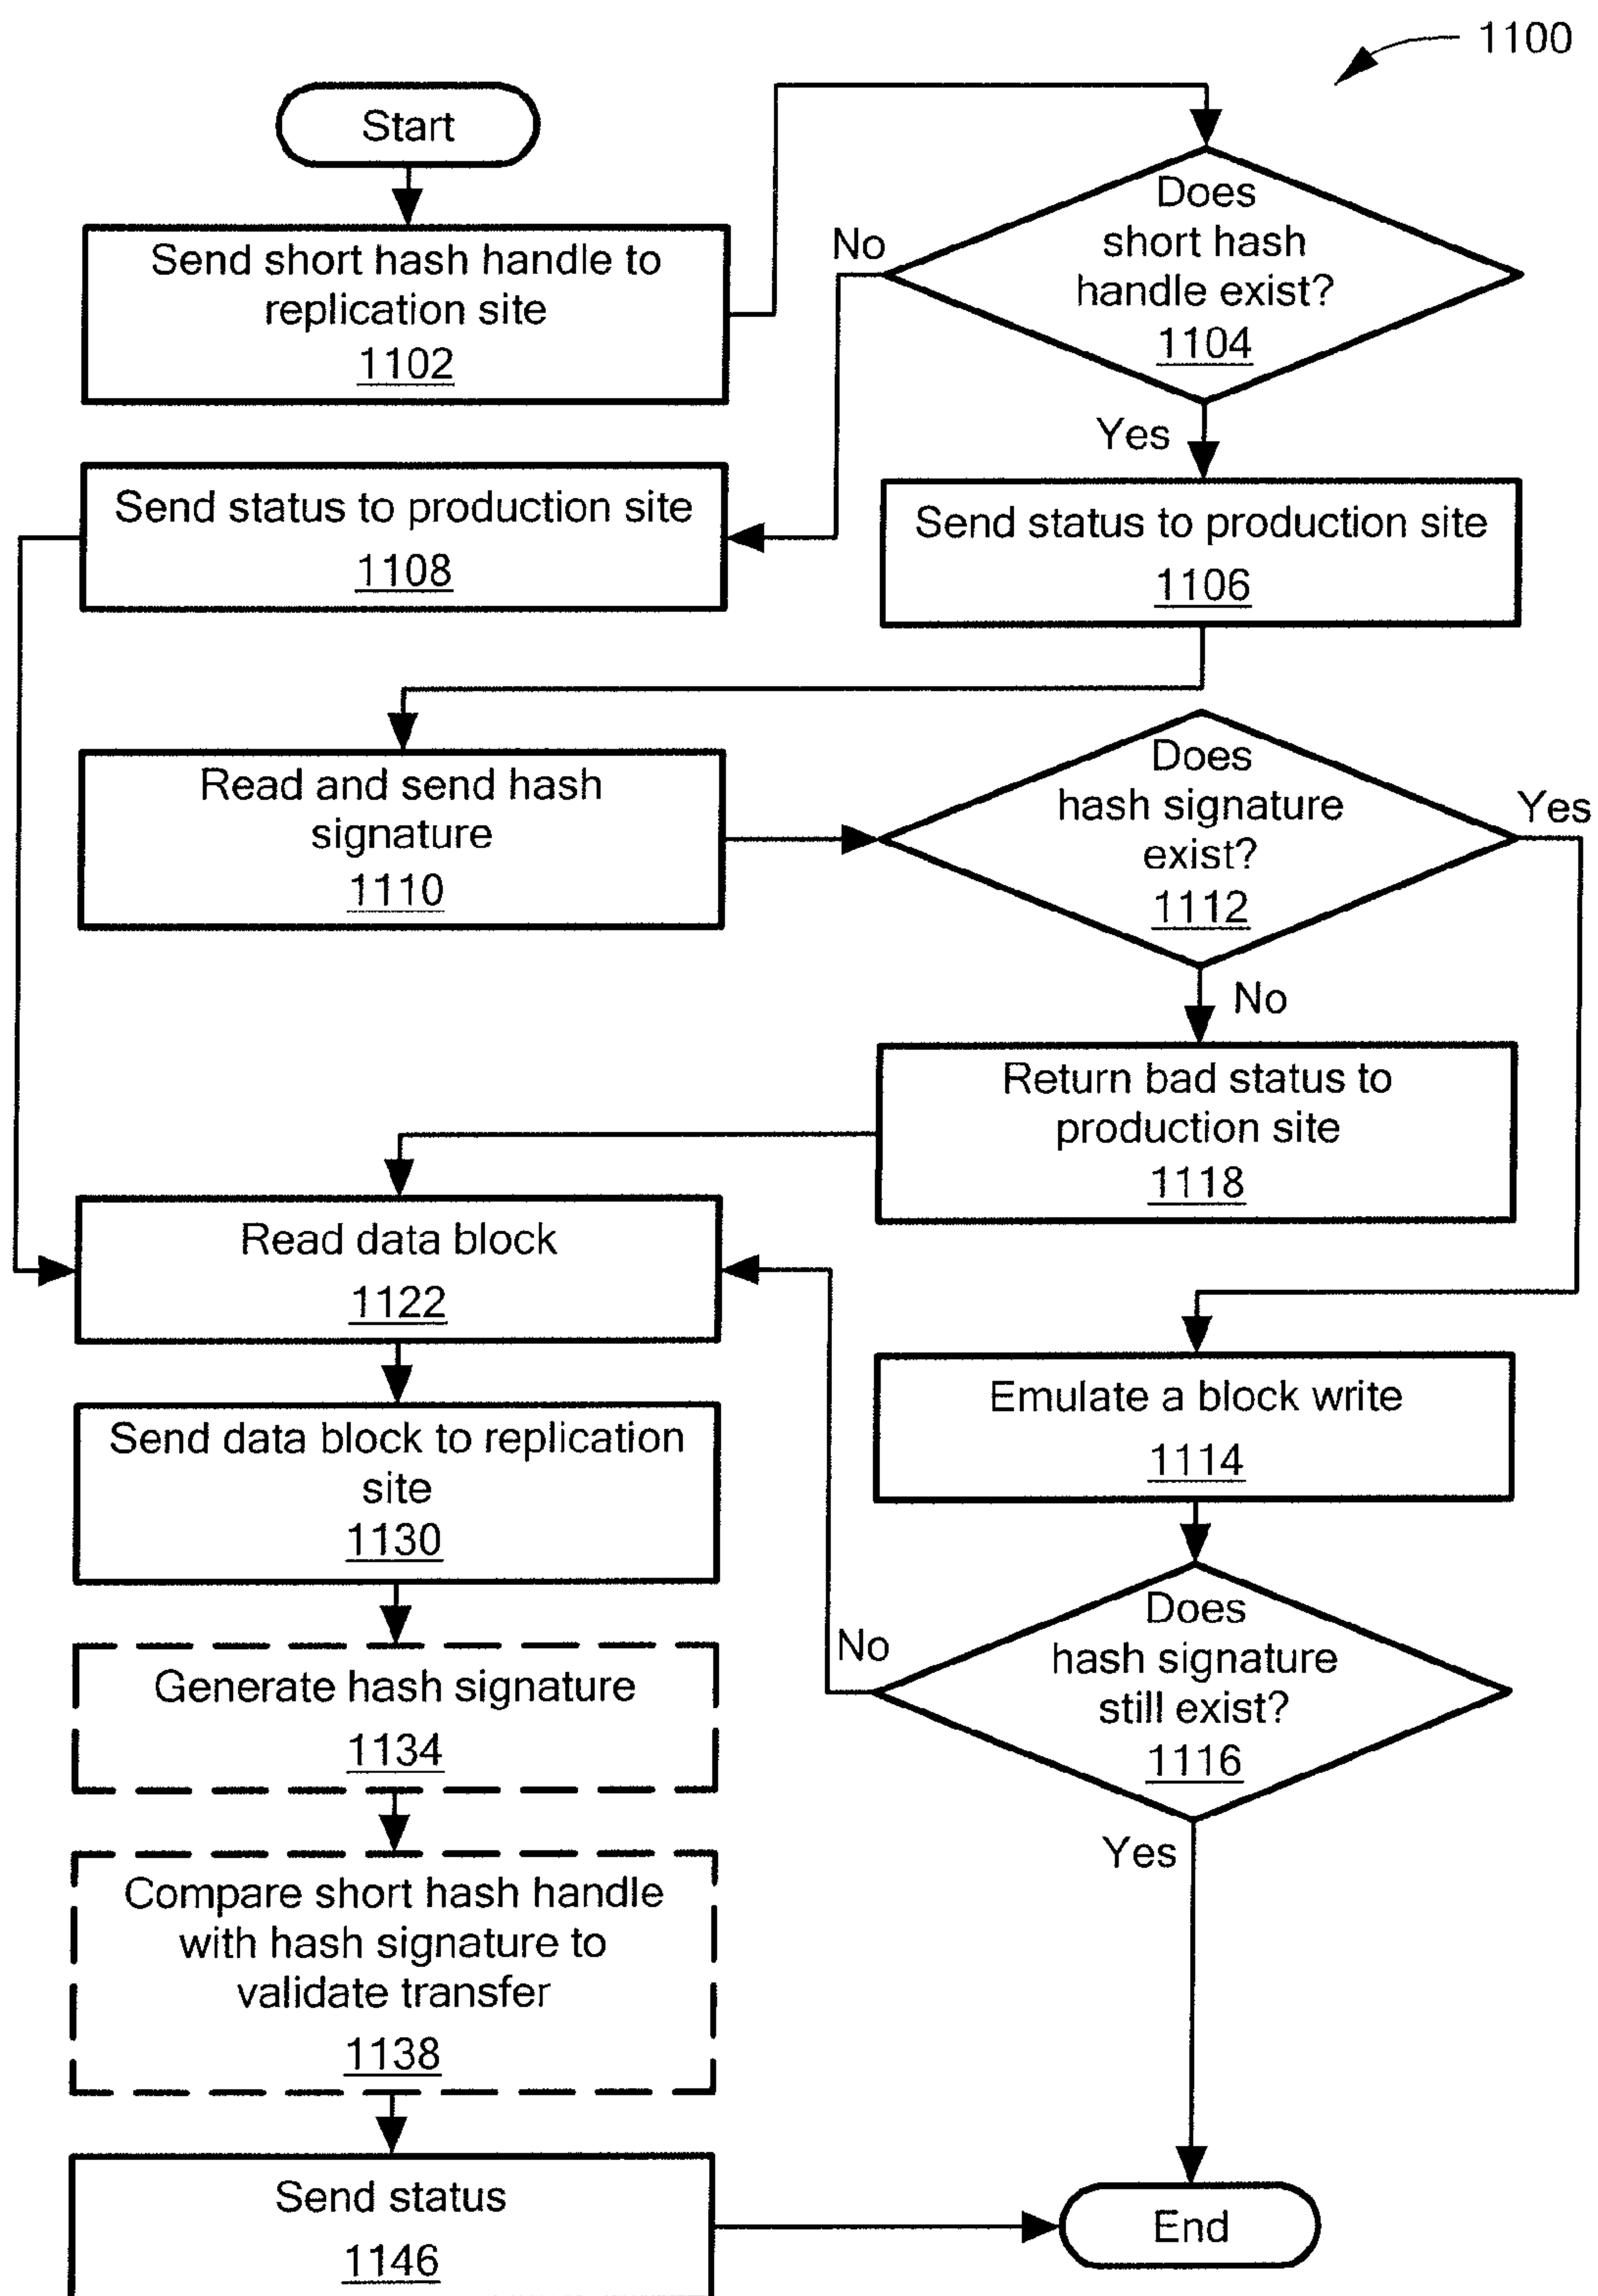 1100
Start
Send short hash handle to
replication site
1102
Does
short hash
handle exist?
1104
No
Yes
Send status to production site
1108
Send status to production site
1106
Read and send hash
signature
1110
Does
hash signature
exist?
1112
Yes
No
Return bad status to
production site
1118
Read data block
1122
Emulate a block write
1114
Send data block to replication
site
1130
Does
hash signature
still exist?
1116
No
Yes
Generate hash signature
1134
Compare short hash handle
with hash signature to
validate transfer
1138
Send status
1146
End